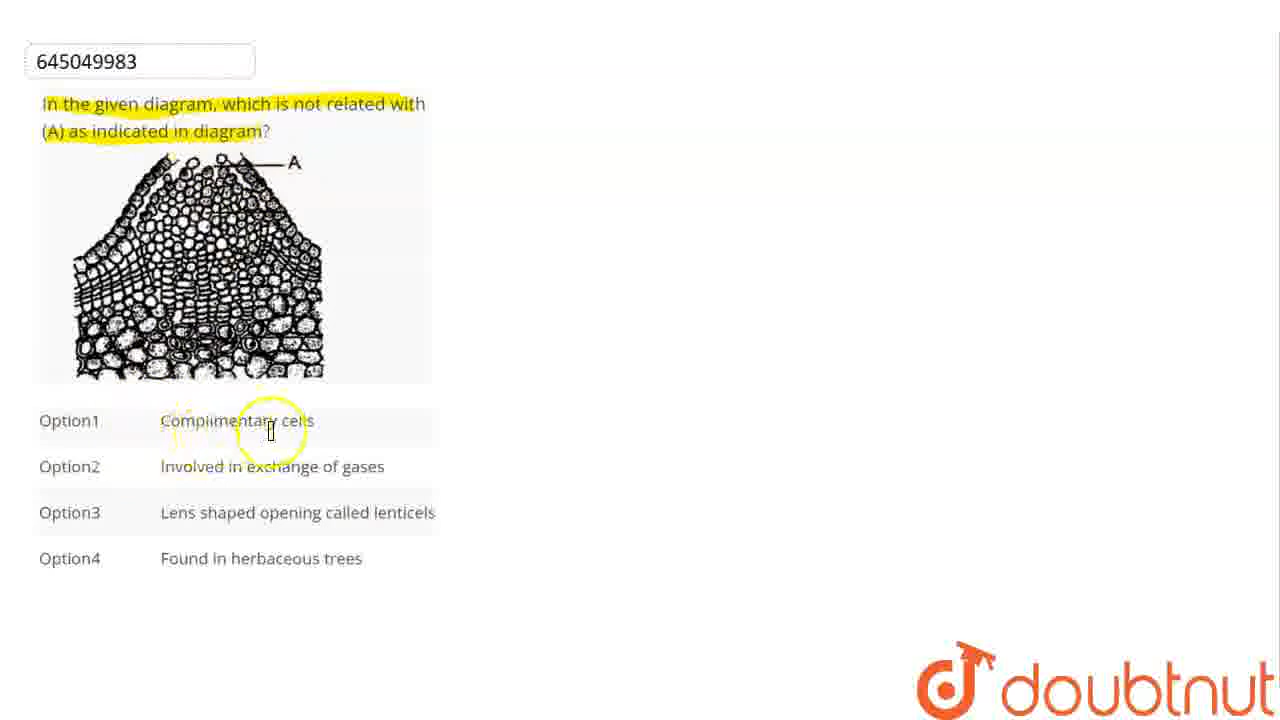 645049983
In the given diagram, which is not related with
(A) as indicated in diagram?
A
Option1 Complimentary cells
Option2 Involved in exchange of gases
Option3 Lens shaped opening called lenticels
Option4 Found in herbaceous trees
doubtnut